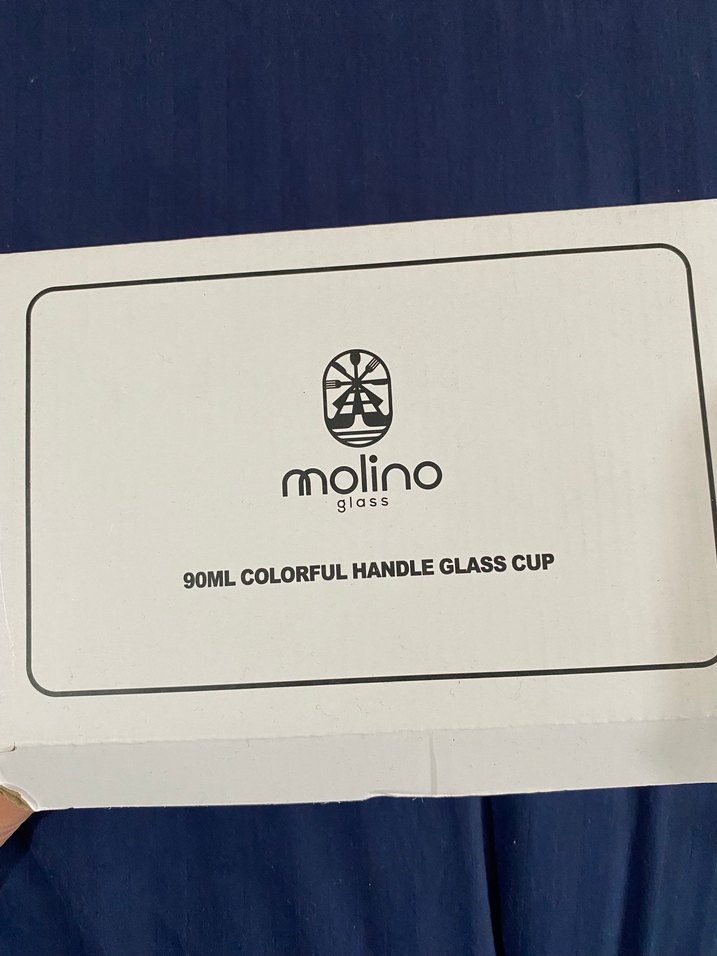 molino
glass
90ML COLORFUL HANDLE GLASS CUP